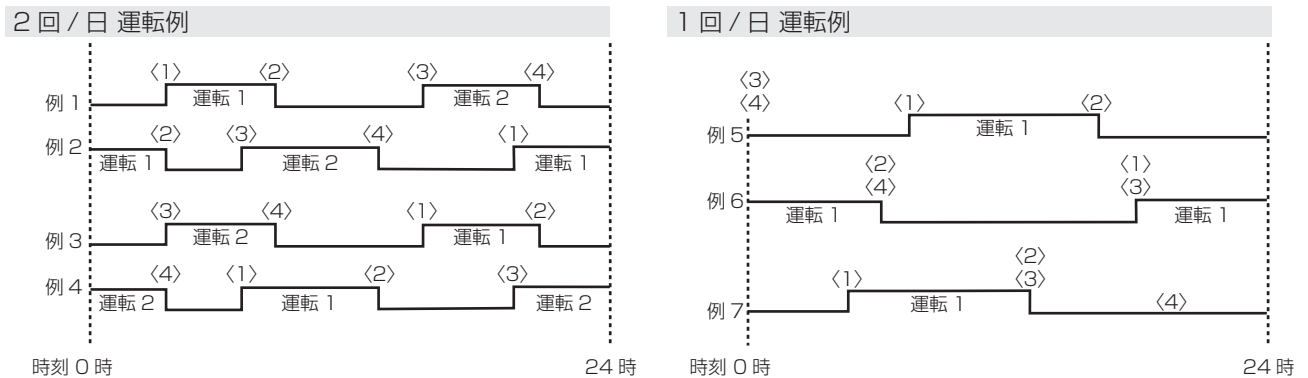 2 回 / 日 運転例
〈1〉 〈2〉 〈3〉 〈4〉
例 1 運転 1 運転 2
〈2〉 〈3〉 〈4〉 〈1〉
例 2 運転 1 運転 2 運転 1
〈3〉 〈4〉 〈1〉 〈2〉
例 3 運転 2 運転 1
〈4〉 〈1〉 〈2〉 〈3〉
例 4 運転 2 運転 1 運転 2
時刻 0 時 24 時
1 回 / 日 運転例
〈3〉
〈4〉 〈1〉 〈2〉
例 5 運転 1
〈2〉 〈1〉
〈4〉 〈3〉
例 6 運転 1 運転 1
〈2〉
〈1〉 〈3〉
例 7 運転 1 〈4〉
時刻 0 時 24 時